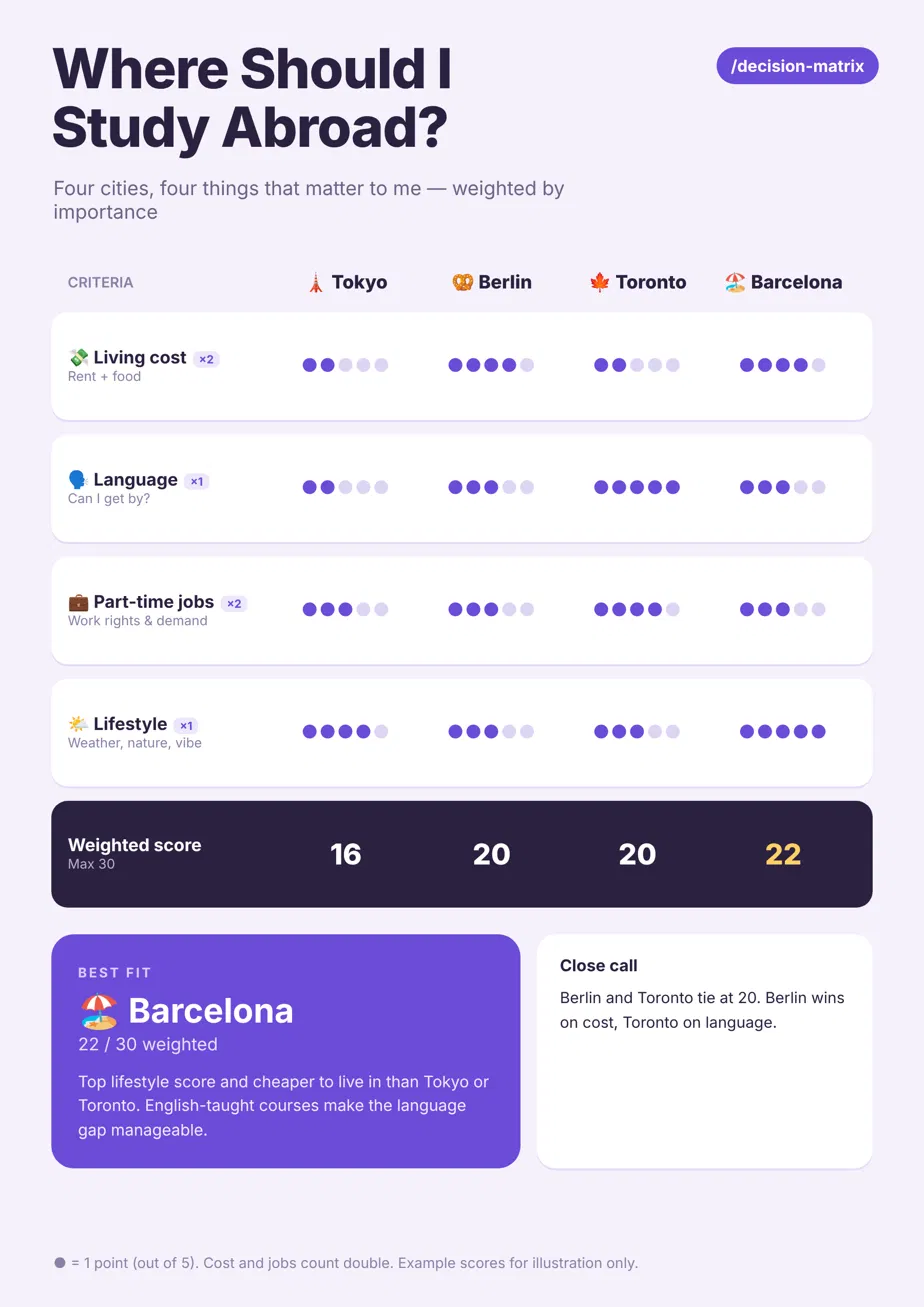 Where Should I
Study Abroad?
/decision-matrix
Four cities, four things that matter to me — weighted by
importance
CRITERIA
Tokyo
Berlin
Toronto
Barcelona
Living cost ×2
Rent + food
Language ×1
Can I get by?
Part-time jobs ×2
Work rights & demand
Lifestyle ×1
Weather, nature, vibe
Weighted score
Max 30
16
20
20
22
BEST FIT
Barcelona
22 / 30 weighted
Top lifestyle score and cheaper to live in than Tokyo or
Toronto. English-taught courses make the language
gap manageable.
Close call
Berlin and Toronto tie at 20. Berlin wins
on cost, Toronto on language.
= 1 point (out of 5). Cost and jobs count double. Example scores for illustration only.